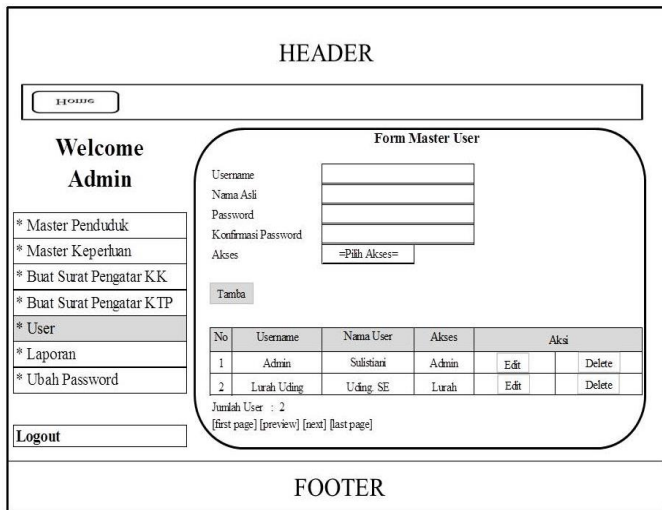 HEADER
Home
Welcome
Admin
* Master Penduduk
* Master Keperluan
* Buat Surat Pengatar KK
* Buat Surat Pengatar KTP
* User
* Laporan
* Ubah Password
Logout
Form Master User
Username
Nama Asli
Password
Konfirmasi Password
Akses =Pilih Akses=
Tamba
No Username Nama User Akses Aksi
1 Admin Sulistiani Admin Edit Delete
2 Lurah Uding Uding. SE Lurah Edit Delete
Jumlah User : 2
[first page] [preview] [next] [last page]
FOOTER